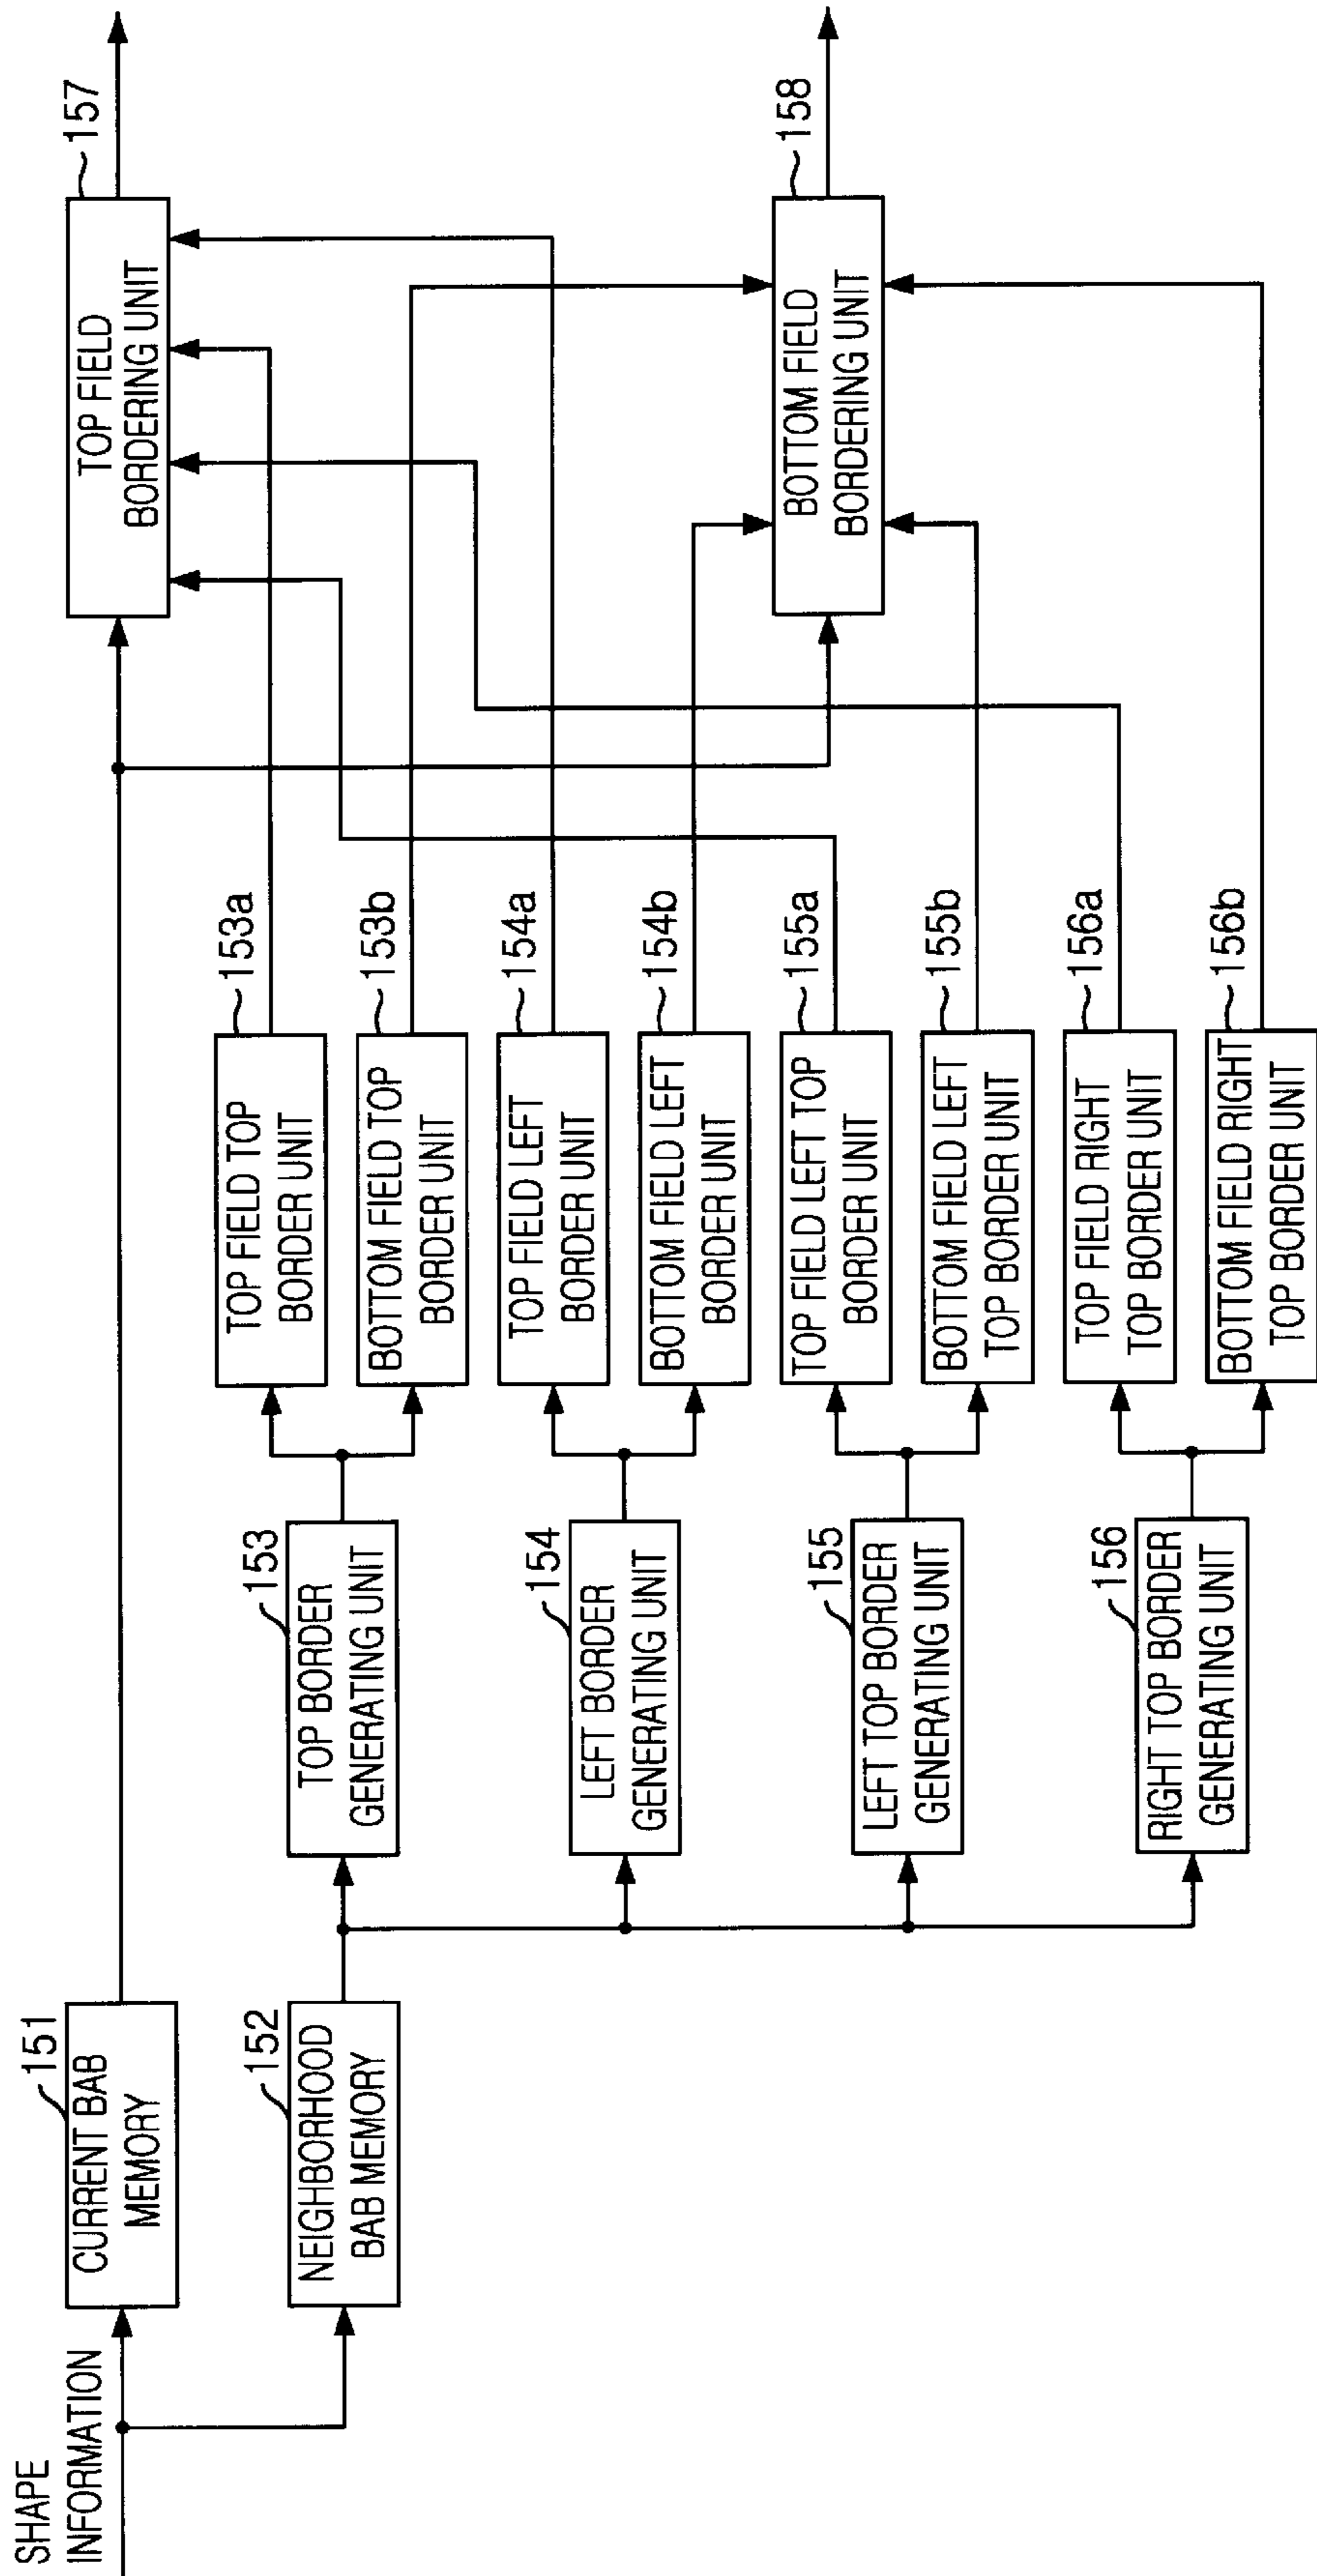 SHAPE
INFORMATION
151
CURRENT BAB
MEMORY
152
NEIGHBORHOOD
BAB MEMORY
153
TOP BORDER
GENERATING UNIT
154
LEFT BORDER
GENERATING UNIT
155
LEFT TOP BORDER
GENERATING UNIT
156
RIGHT TOP BORDER
GENERATING UNIT
153a
TOP FIELD TOP
BORDER UNIT
153b
BOTTOM FIELD TOP
BORDER UNIT
154a
TOP FIELD LEFT
BORDER UNIT
154b
BOTTOM FIELD LEFT
BORDER UNIT
155a
TOP FIELD LEFT TOP
BORDER UNIT
155b
BOTTOM FIELD LEFT
TOP BORDER UNIT
156a
TOP FIELD RIGHT
TOP BORDER UNIT
156b
BOTTOM FIELD RIGHT
TOP BORDER UNIT
157
TOP FIELD
BORDERING UNIT
158
BOTTOM FIELD
BORDERING UNIT